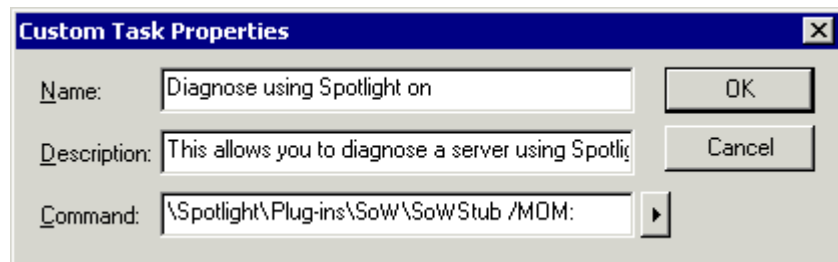 Custom Task Properties
Name: Diagnose using Spotlight on OK
Description: This allows you to diagnose a server using Spotlig Cancel
Command: \Spotlight\Plug-ins\SoW\SoWStub /MOM: